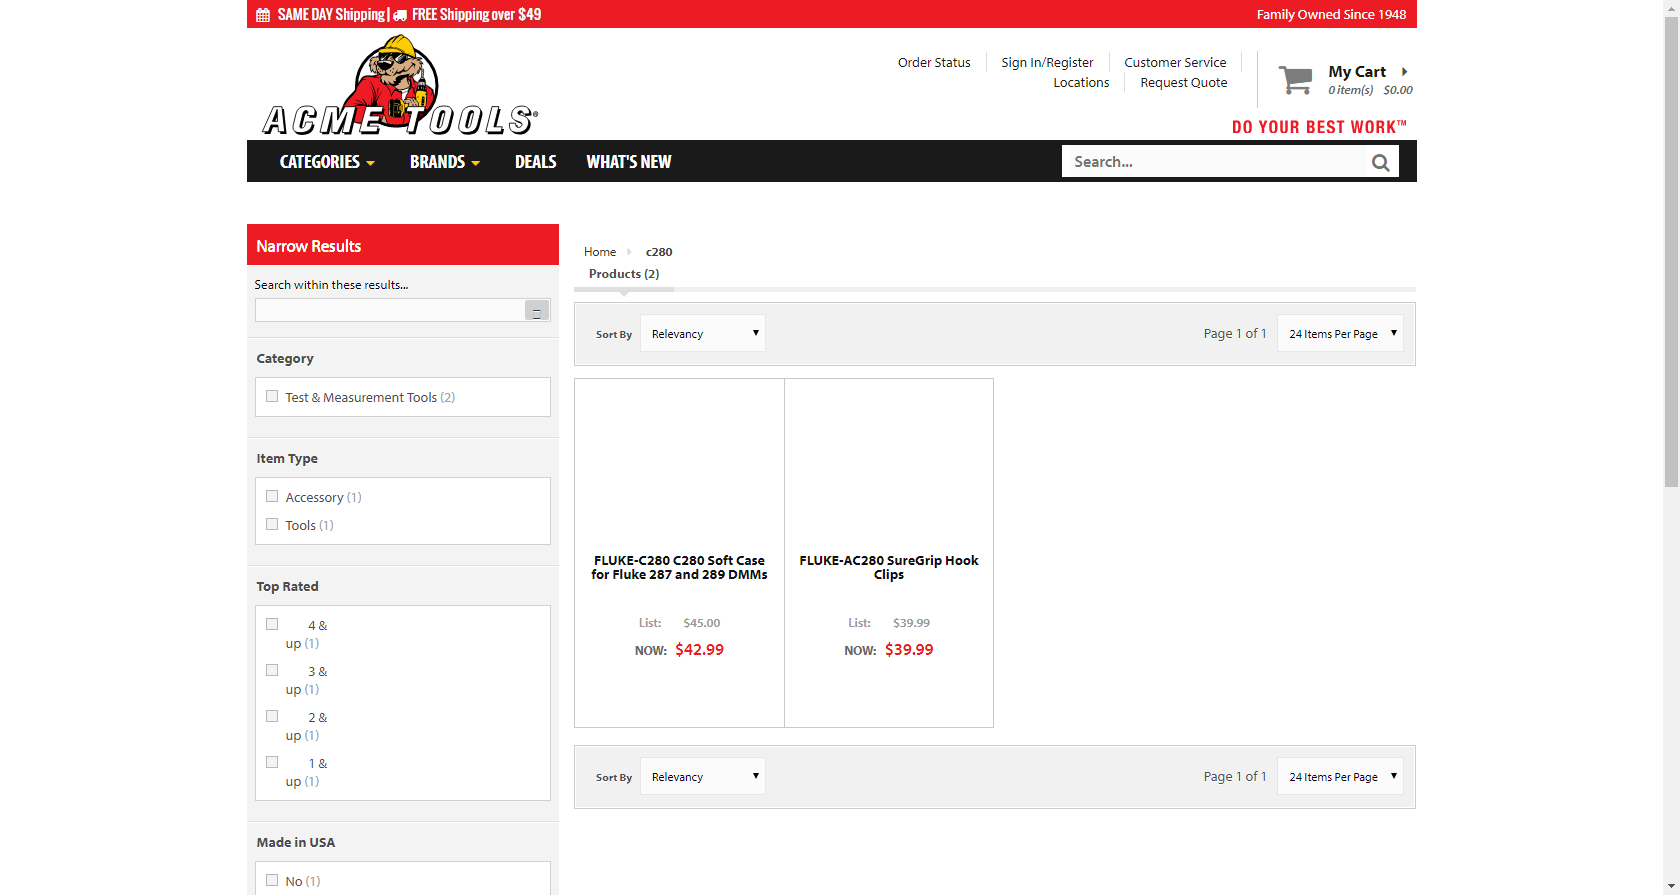 SAME DAY Shipping | FREE Shipping over $49
Family Owned Since 1948
ACME TOOLS®
Order Status
Sign In/Register
Customer Service
Locations
Request Quote
My Cart
0 item(s) $0.00
DO YOUR BEST WORK™
CATEGORIES
BRANDS
DEALS
WHAT'S NEW
Search...
Narrow Results
Search within these results...
Category
Test & Measurement Tools (2)
Item Type
Accessory (1)
Tools (1)
Top Rated
4 &
up (1)
3 &
up (1)
2 &
up (1)
1 &
up (1)
Made in USA
No (1)
Home
c280
Products (2)
Sort By
Relevancy
Page 1 of 1
24 Items Per Page
FLUKE-C280 C280 Soft Case
for Fluke 287 and 289 DMMs
List: $45.00
NOW: $42.99
FLUKE-AC280 SureGrip Hook
Clips
List: $39.99
NOW: $39.99
Sort By
Relevancy
Page 1 of 1
24 Items Per Page